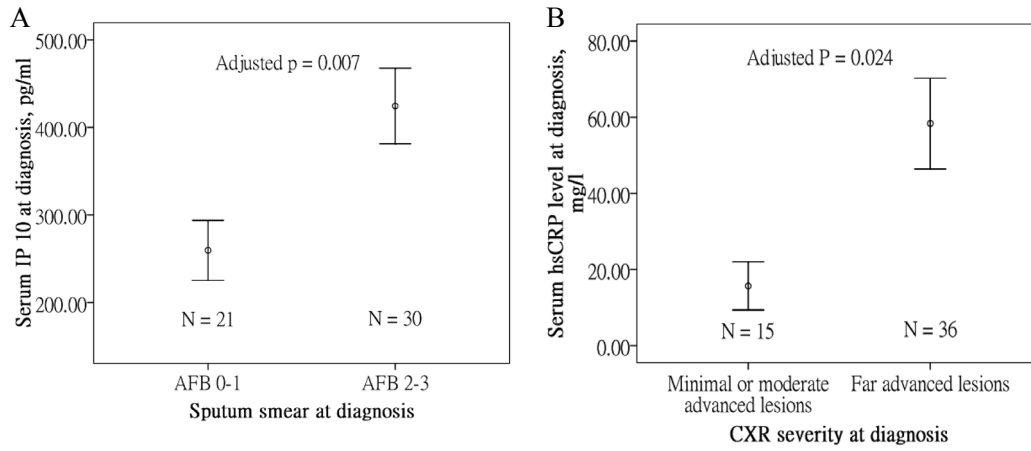 A
Serum IP 10 at diagnosis, pg/ml
500.00
400.00
300.00
200.00
Adjusted p = 0.007
N = 21
N = 30
AFB 0-1
AFB 2-3
Sputum smear at diagnosis
B
Serum hsCRP level at diagnosis,
mg/l
80.00
60.00
40.00
20.00
0.00
Adjusted P = 0.024
N = 15
N = 36
Minimal or moderate
advanced lesions
Far advanced lesions
CXR severity at diagnosis